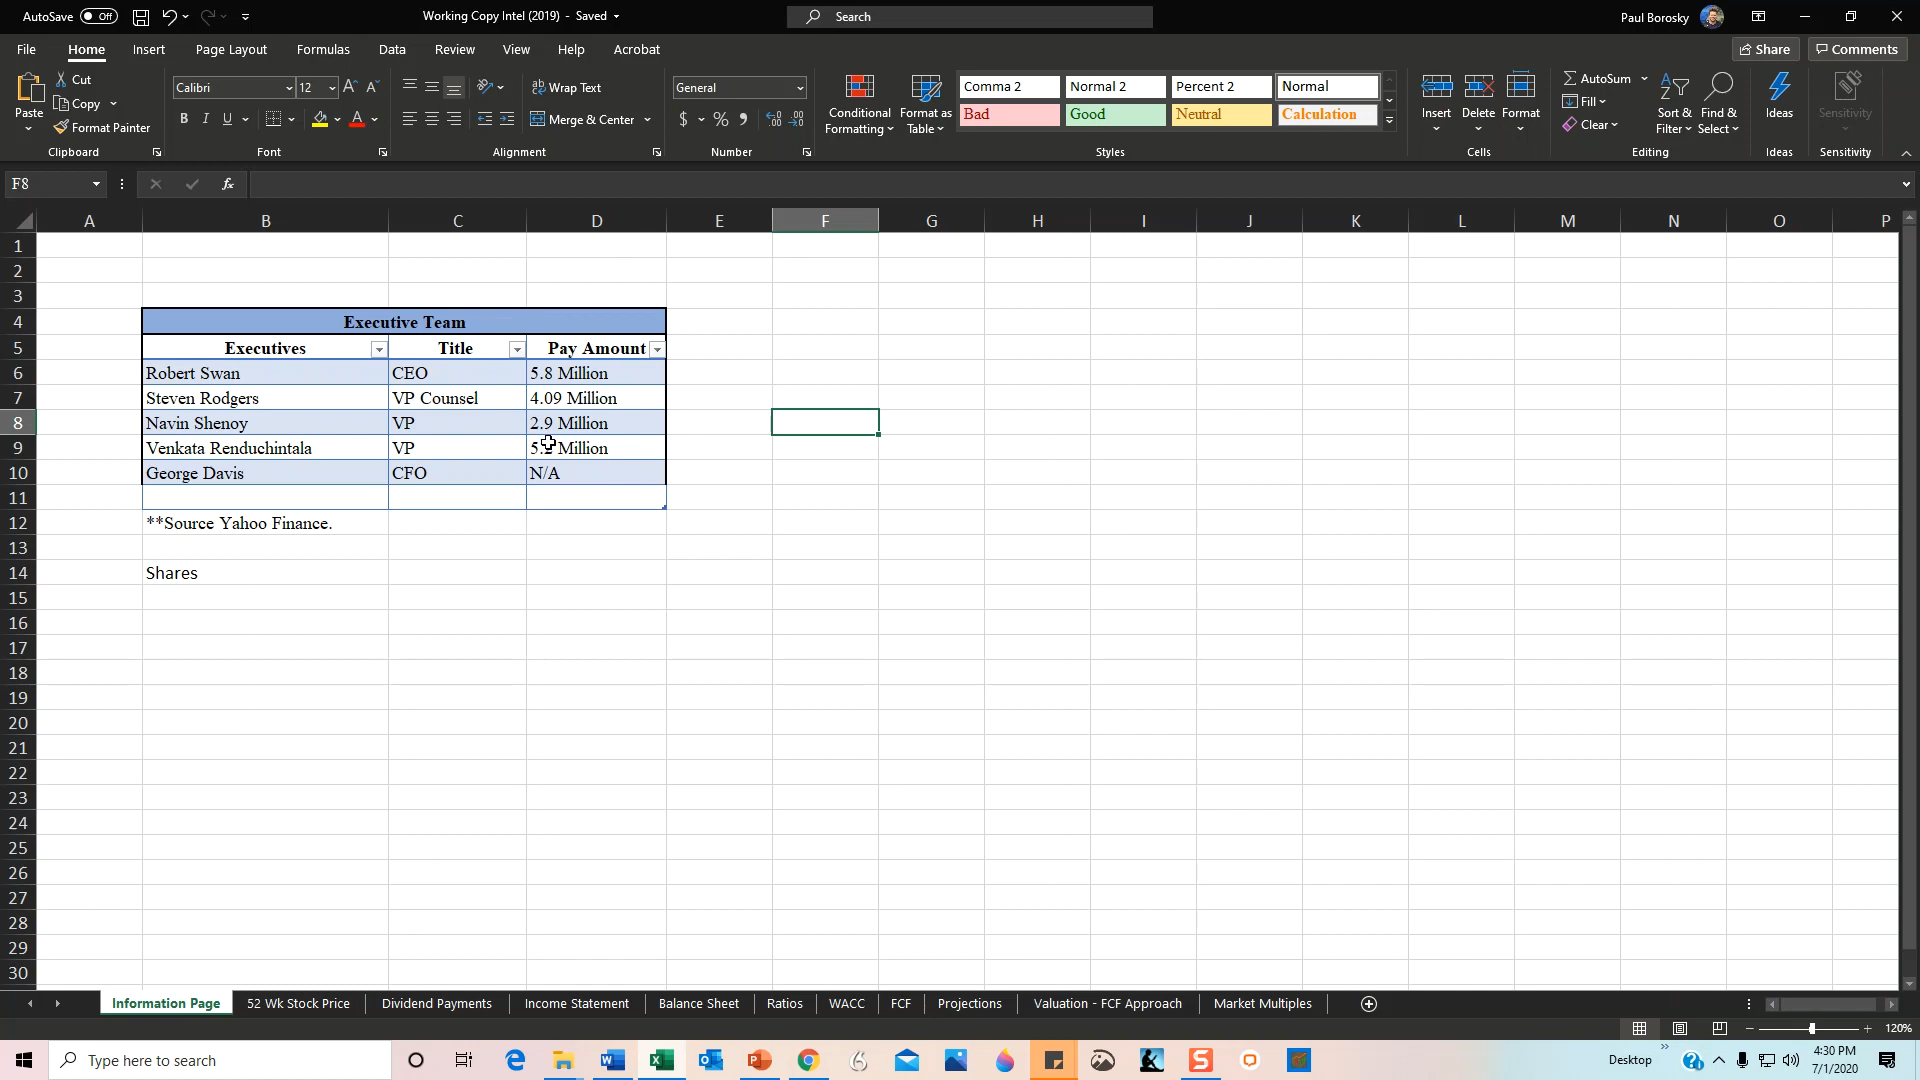 AutoSave Off Working Copy Intel (2019) - Saved Search Paul Borosky
File Home Insert Page Layout Formulas Data Review View Help Acrobat Share Comments
Paste Cut Copy Format Painter Clipboard
Calibri 12 B I U A A A Font
Wrap Text Merge & Center Alignment
General $ % 9 Number
Conditional Formatting Format as Table
Comma 2 Normal 2 Percent 2 Normal
Bad Good Neutral Calculation
Styles
Insert Delete Format Cells
AutoSum Fill Clear Sort & Filter Find & Select Editing
Ideas Ideas
Sensitivity Sensitivity
F8 fx
A B C D E F G H I J K L M N O P
1
2
3
4 Executive Team
5 Executives Title Pay Amount
6 Robert Swan CEO 5.8 Million
7 Steven Rodgers VP Counsel 4.09 Million
8 Navin Shenoy VP 2.9 Million
9 Venkata Renduchintala VP Million
10 George Davis CFO N/A
11
12 **Source Yahoo Finance.
13
14 Shares
15
16
17
18
19
20
21
22
23
24
25
26
27
28
29
30
Information Page 52 Wk Stock Price Dividend Payments Income Statement Balance Sheet Ratios WACC FCF Projections Valuation - FCF Approach Market Multiples
120%
Type here to search Desktop 4:30 PM
7/1/2020